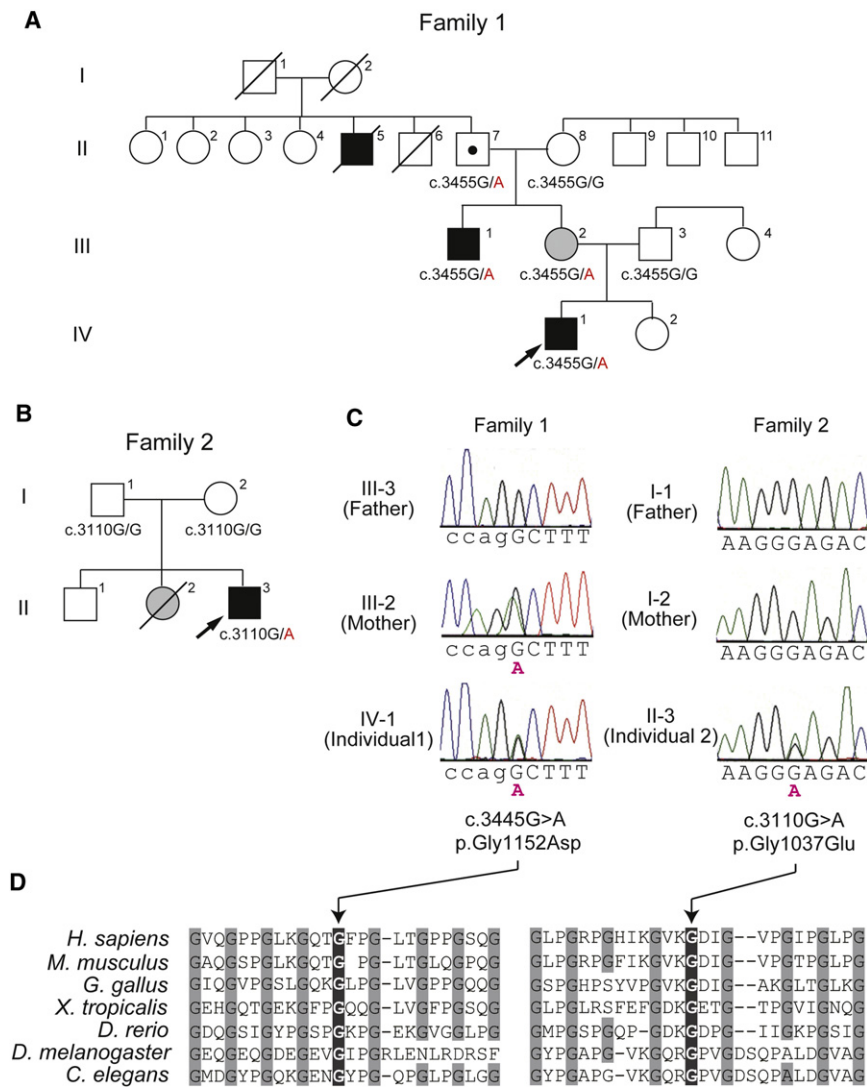 A
Family 1
I
1
2
II
1
2
3
4
5
6
7
8
9
10
11
c.3455G/A
c.3455G/G
III
1
2
3
4
c.3455G/A
c.3455G/A
c.3455G/G
IV
1
2
c.3455G/A
B
Family 2
I
1
2
c.3110G/G
c.3110G/G
II
1
2
3
c.3110G/A
C
Family 1
Family 2
III-3
(Father)
ccagGCTTT
I-1
(Father)
AAGGGAGAC
III-2
(Mother)
ccagGCTTT
A
I-2
(Mother)
AAGGGAGAC
IV-1
(Individual1)
ccagGCTTT
A
II-3
(Individual 2)
AAGGGAGAC
A
c.3445G>A
p.Gly1152Asp
c.3110G>A
p.Gly1037Glu
D
H. sapiens GVQGPPGLKGQTGFPG-LTGPPGSQG GLPGRPGHIKGVKGDIG--VPGIPGLPG
M. musculus GAQGSPGLKGQTG PG-LTGLQGPQG GLPGRPGFIKGVKGDIG--VPGTPGLPG
G. gallus GIQGVPGSLGQKGLPG-LVGPPGQKG GSPGHPSYVPGVKGDIG--AKGLTGLKG
X. tropicalis GEHGQTGEKGFPGQQG-LVFPPGSQG GLPGLRSFEFGDKGETG--TPGVIGNQG
D. rerio GDQGSIGYPGSPGKPG-EKGVGGLPG GMPGSPGQP-GDKGDPG--IIGKPGSIG
D. melanogaster GEQGEQGDEGEVGIPGRLENLRDRSF GYPGAPG-VKGQRGPVGDSQPALDGVAG
C. elegans GMDGYPGQKGENGYPG-QPGLPGLGG GYPGAPG-VKGQRGPVGDSQPALDGVAG